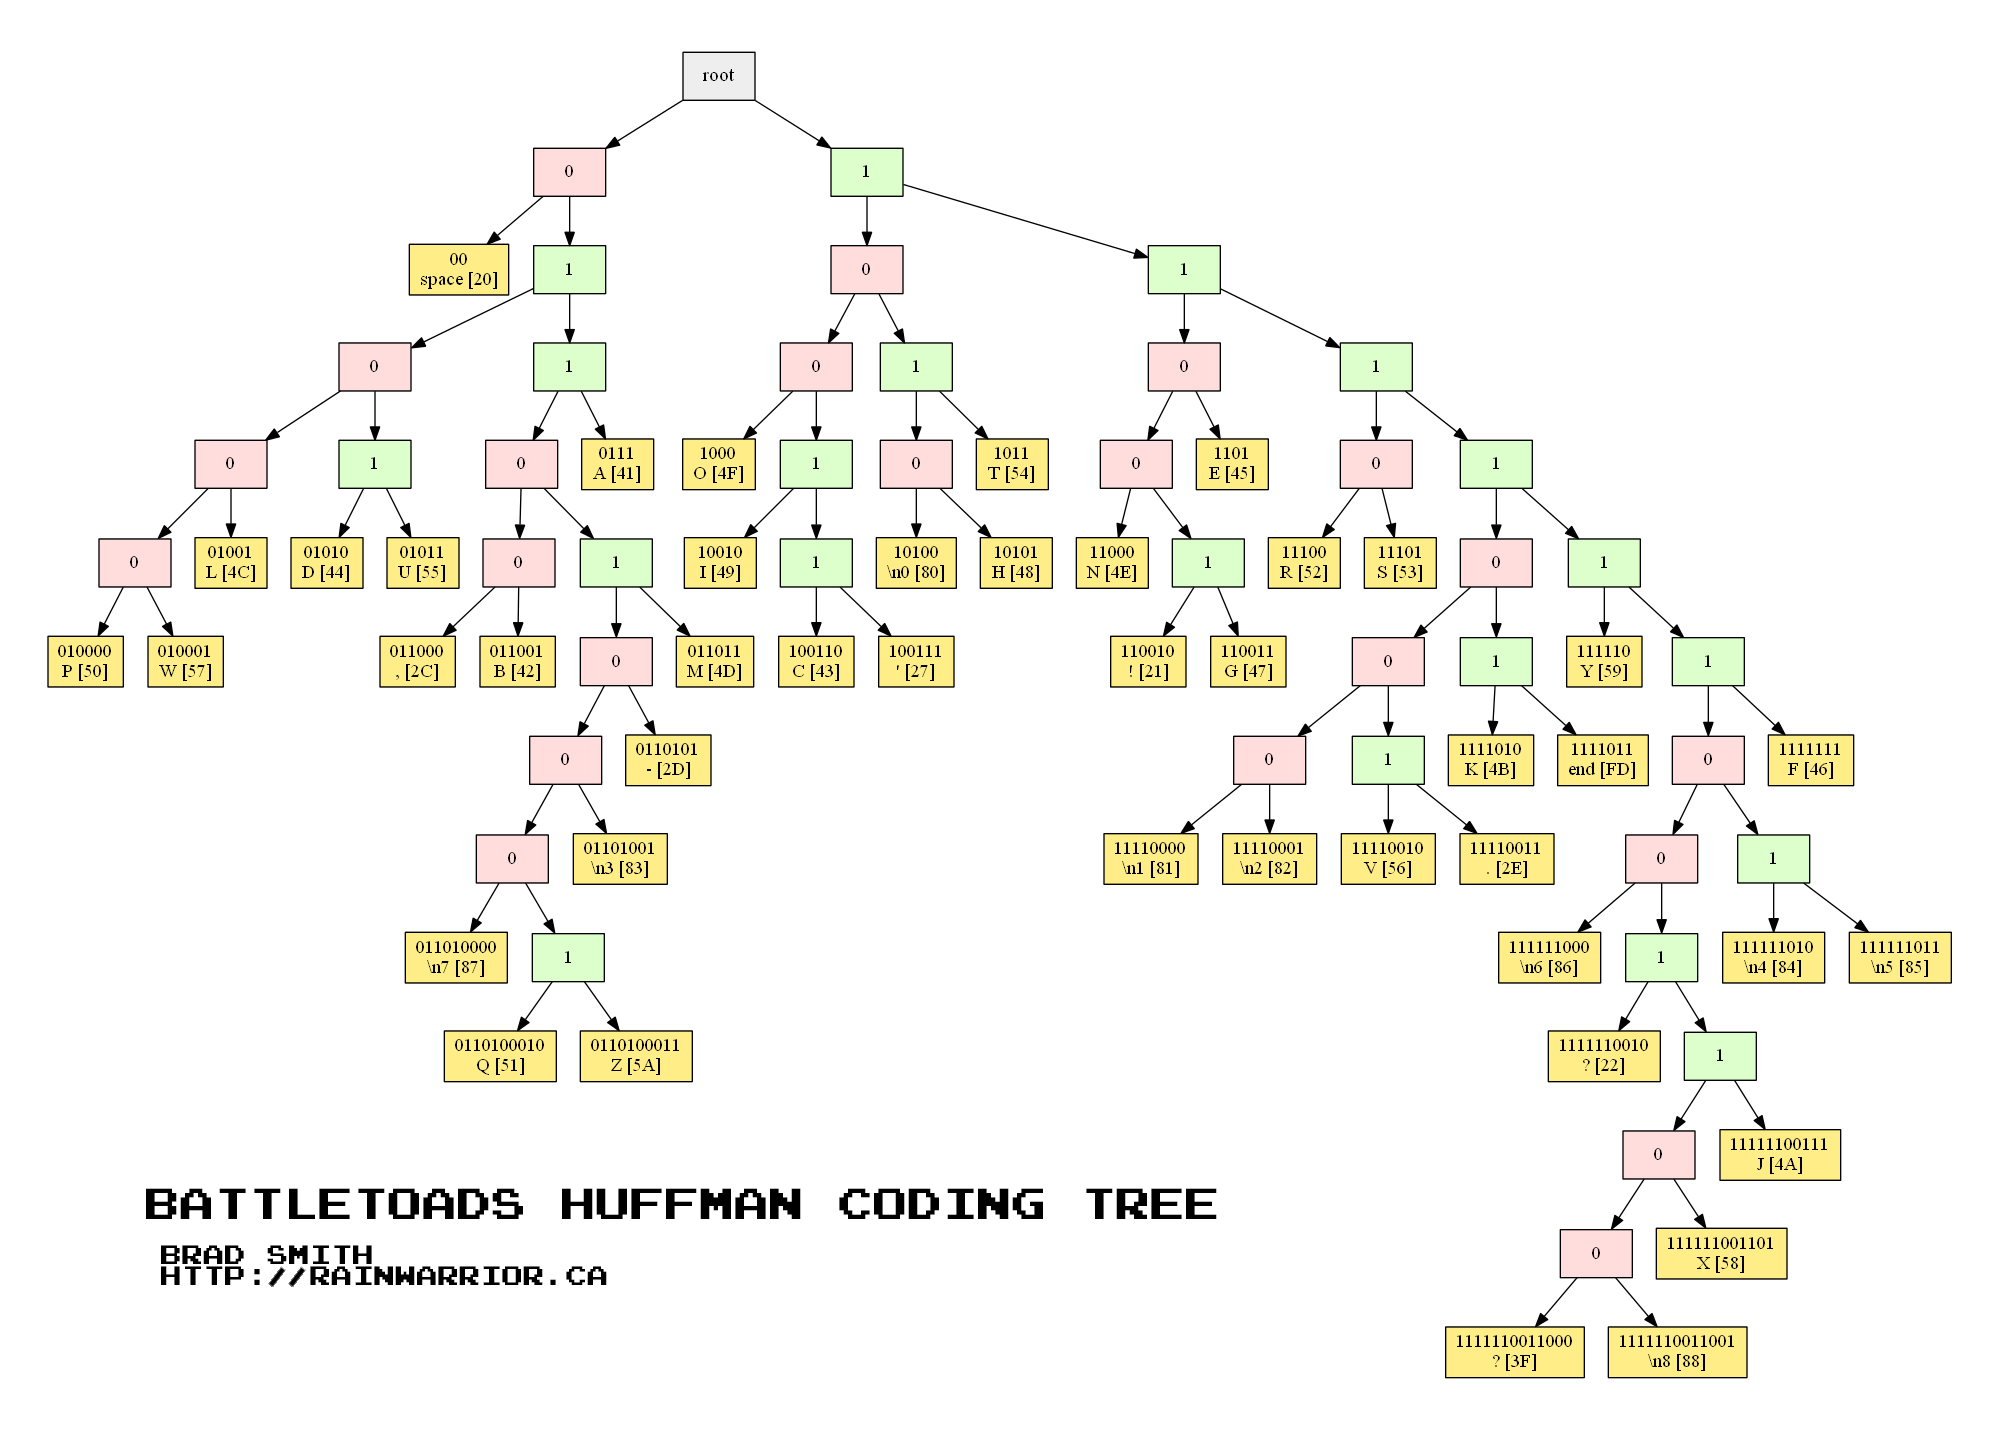 root
0
1
00
space [20]
1
0
1
0
1
0
1
0
1
0
1
0
1
0111
A [41]
1000
O [4F]
1
0
1011
T [54]
0
1101
E [45]
0
1
0
01001
L [4C]
01010
D [44]
01011
U [55]
0
1
10010
I [49]
1
10100
\n0 [80]
10101
H [48]
11000
N [4E]
1
11100
R [52]
11101
S [53]
0
1
010000
P [50]
010001
W [57]
011000
, [2C]
011001
B [42]
0
011011
M [4D]
100110
C [43]
100111
' [27]
110010
! [21]
110011
G [47]
0
1
111110
Y [59]
1
0
0110101
- [2D]
0
1
1111010
K [4B]
1111011
end [FD]
0
1111111
F [46]
0
01101001
\n3 [83]
11110000
\n1 [81]
11110001
\n2 [82]
11110010
V [56]
11110011
. [2E]
0
1
011010000
\n7 [87]
1
111111000
\n6 [86]
1
111111010
\n4 [84]
111111011
\n5 [85]
0110100010
Q [51]
0110100011
Z [5A]
1111110010
? [22]
1
0
11111100111
J [4A]
0
111111001101
X [58]
1111110011000
? [3F]
1111110011001
\n8 [88]
BATTLETOADS HUFFMAN CODING TREE
BRAD SMITH
HTTP://RAINWARRIOR.CA